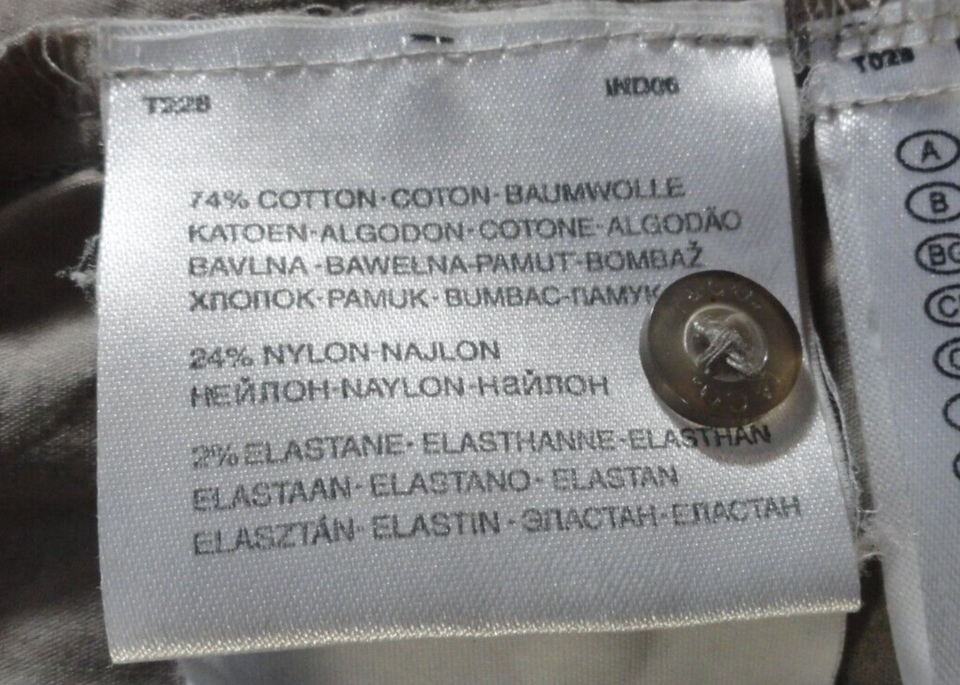 T228
IND06
74% COTTON·COTON·BAUMWOLLE
KATOEN·ALGODON·COTONE·ALGODÃO
BAVLNA·BAWEŁNA·PAMUT·BOMBAŽ
ХЛОПОК·PAMUK·BUMBAC·ПАМУК
24% NYLON·NAJLON
НЕЙЛОН·NAYLON·НайЛОН
2% ELASTANE·ELASTHANNE·ELASTHAN
ELASTAAN·ELASTANO·ELASTAN
ELASZTÁN·ELASTIN·ЭЛАСТАН·ЕЛАСТАН
T028
A
B